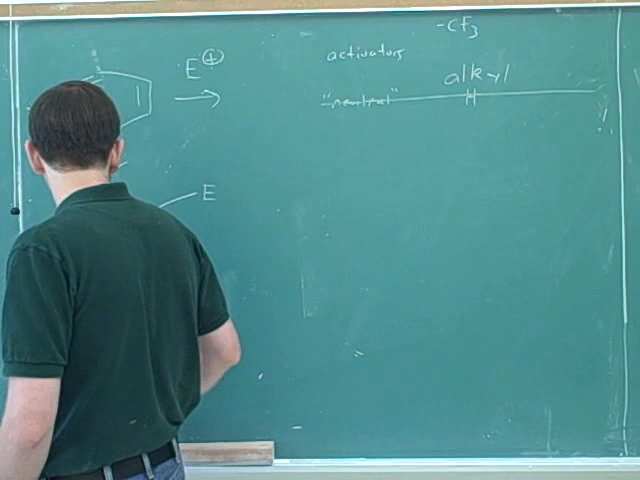 -CF3
activators
E⊕
alkyl
"neutral"
H
E